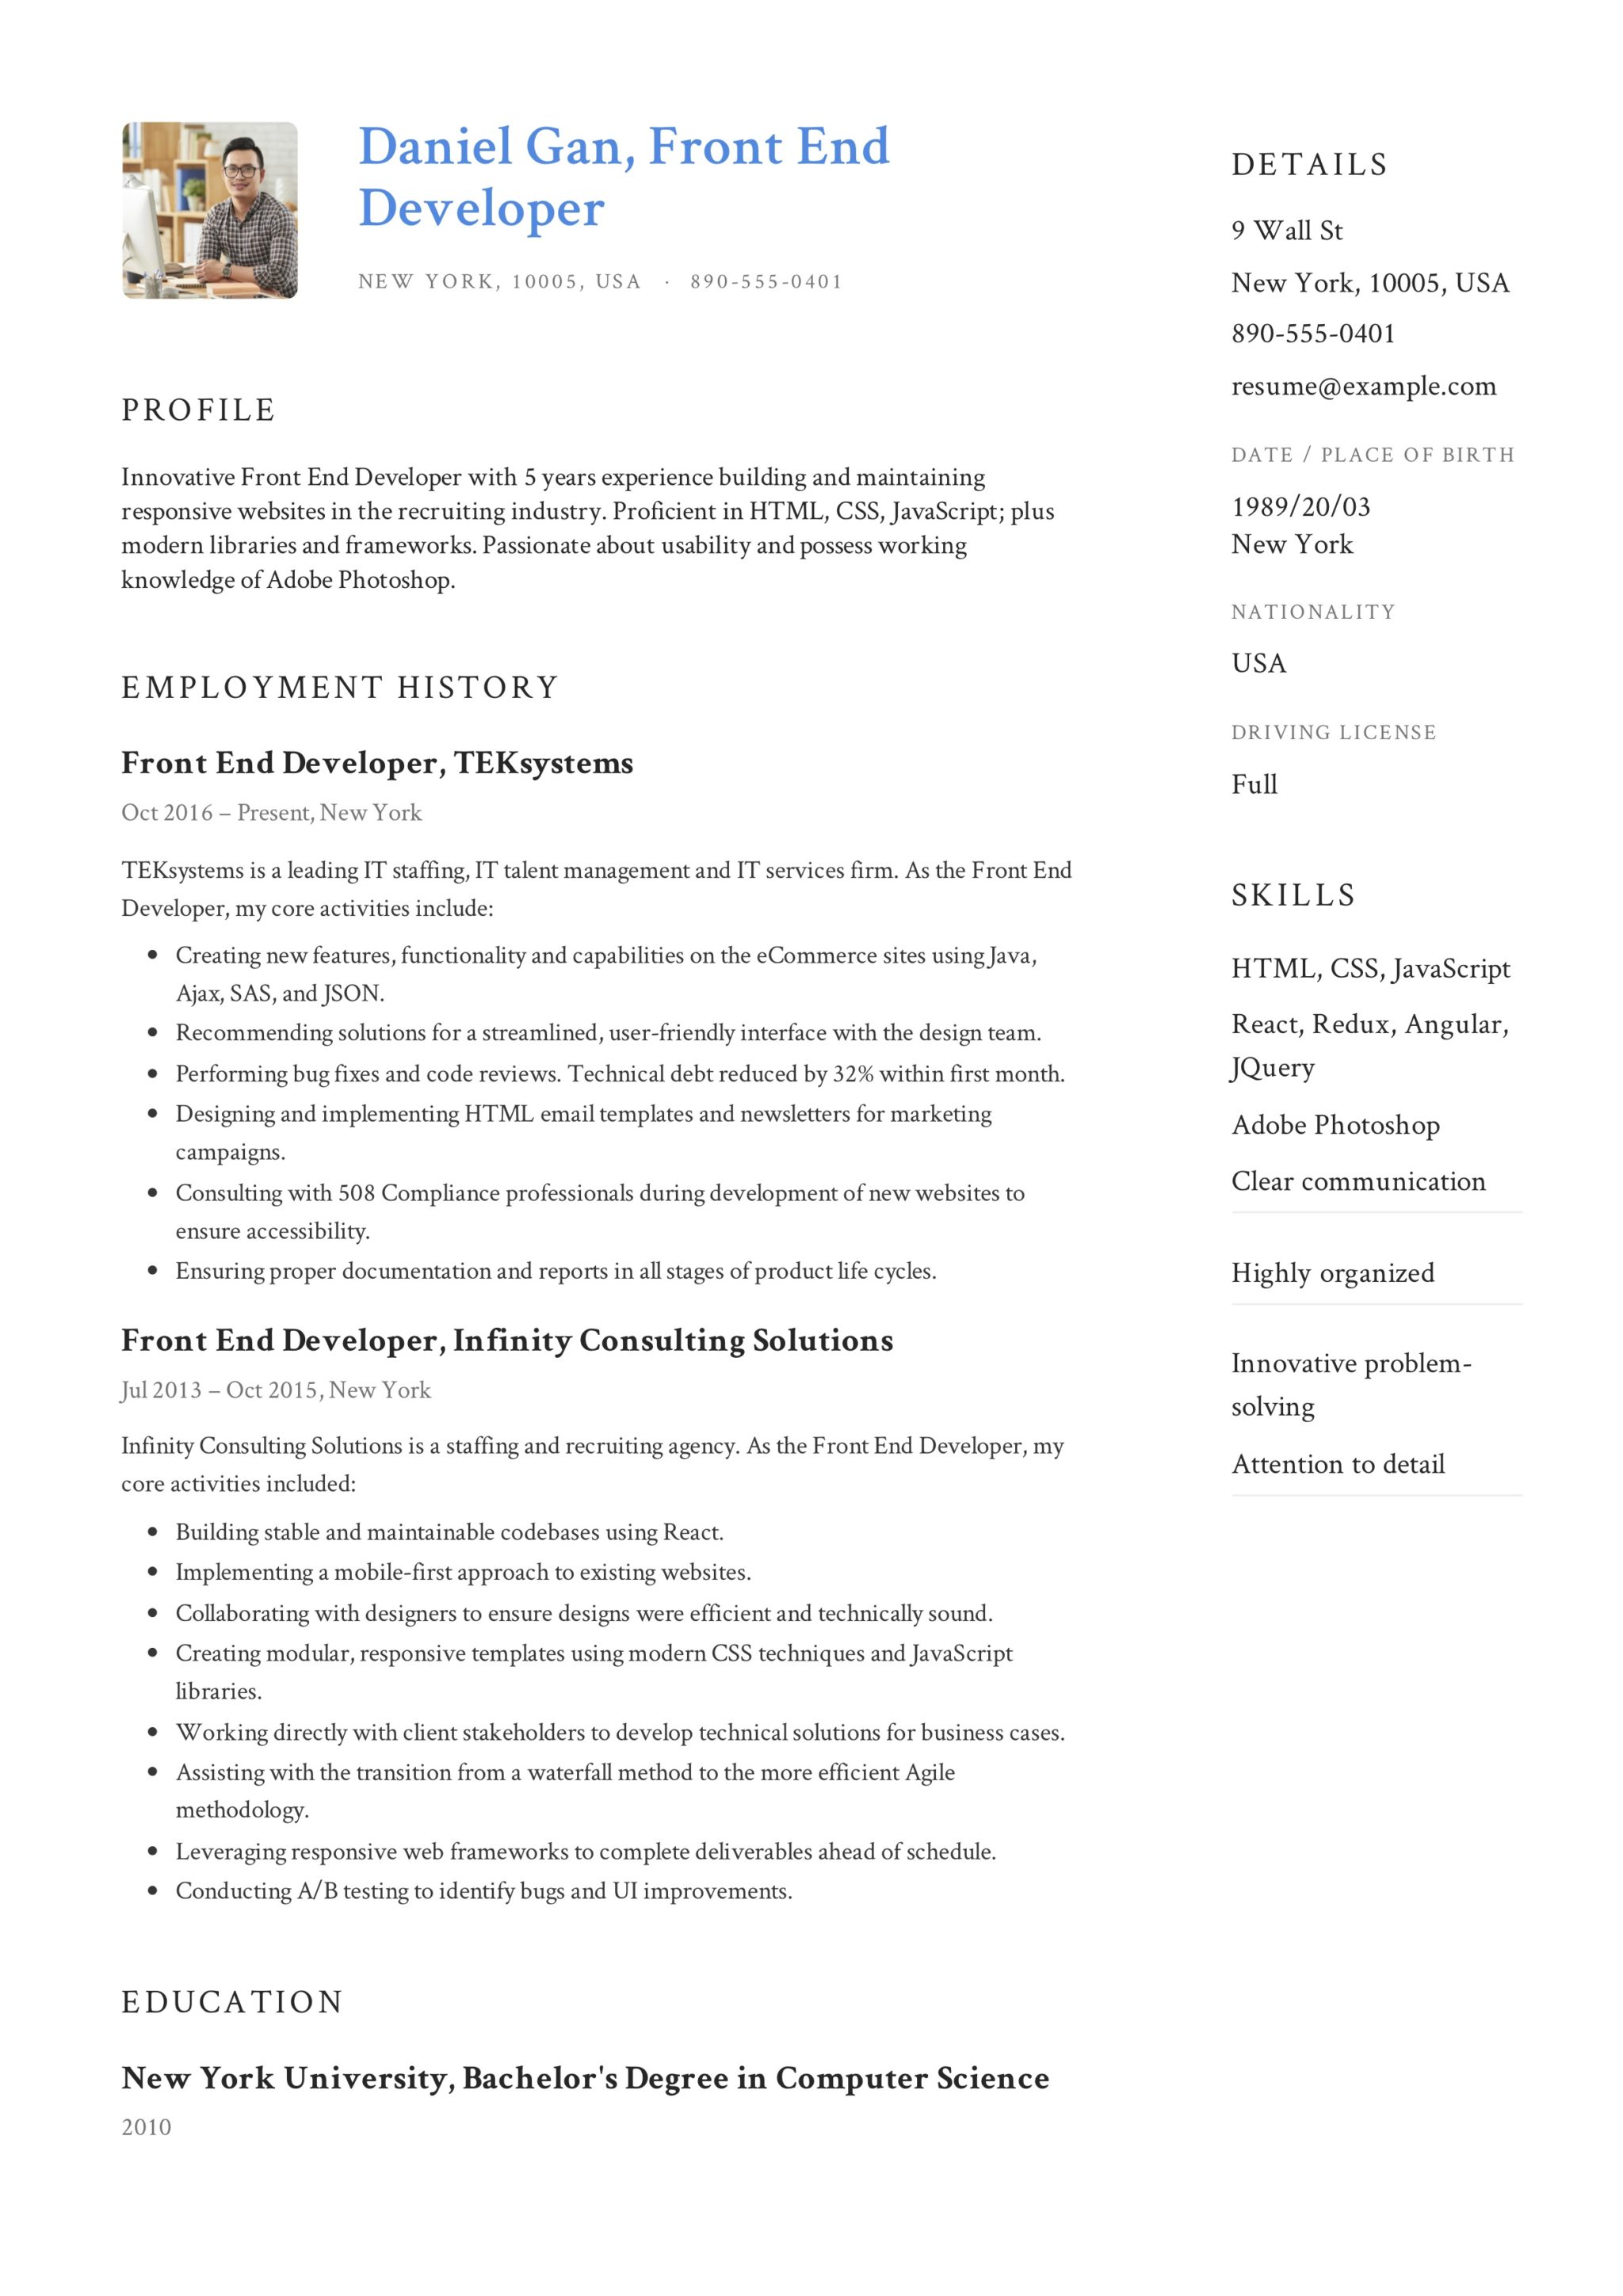 Daniel Gan, Front End
Developer
NEW YORK, 10005, USA · 890-555-0401
PROFILE
Innovative Front End Developer with 5 years experience building and maintaining
responsive websites in the recruiting industry. Proficient in HTML, CSS, JavaScript; plus
modern libraries and frameworks. Passionate about usability and possess working
knowledge of Adobe Photoshop.
EMPLOYMENT HISTORY
Front End Developer, TEKsystems
Oct 2016 – Present, New York
TEKsystems is a leading IT staffing, IT talent management and IT services firm. As the Front End
Developer, my core activities include:
• Creating new features, functionality and capabilities on the eCommerce sites using Java,
Ajax, SAS, and JSON.
• Recommending solutions for a streamlined, user-friendly interface with the design team.
• Performing bug fixes and code reviews. Technical debt reduced by 32% within first month.
• Designing and implementing HTML email templates and newsletters for marketing
campaigns.
• Consulting with 508 Compliance professionals during development of new websites to
ensure accessibility.
• Ensuring proper documentation and reports in all stages of product life cycles.
Front End Developer, Infinity Consulting Solutions
Jul 2013 – Oct 2015, New York
Infinity Consulting Solutions is a staffing and recruiting agency. As the Front End Developer, my
core activities included:
• Building stable and maintainable codebases using React.
• Implementing a mobile-first approach to existing websites.
• Collaborating with designers to ensure designs were efficient and technically sound.
• Creating modular, responsive templates using modern CSS techniques and JavaScript
libraries.
• Working directly with client stakeholders to develop technical solutions for business cases.
• Assisting with the transition from a waterfall method to the more efficient Agile
methodology.
• Leveraging responsive web frameworks to complete deliverables ahead of schedule.
• Conducting A/B testing to identify bugs and UI improvements.
EDUCATION
New York University, Bachelor's Degree in Computer Science
2010
DETAILS
9 Wall St
New York, 10005, USA
890-555-0401
resume@example.com
DATE / PLACE OF BIRTH
1989/20/03
New York
NATIONALITY
USA
DRIVING LICENSE
Full
SKILLS
HTML, CSS, JavaScript
React, Redux, Angular,
JQuery
Adobe Photoshop
Clear communication
Highly organized
Innovative problem-
solving
Attention to detail